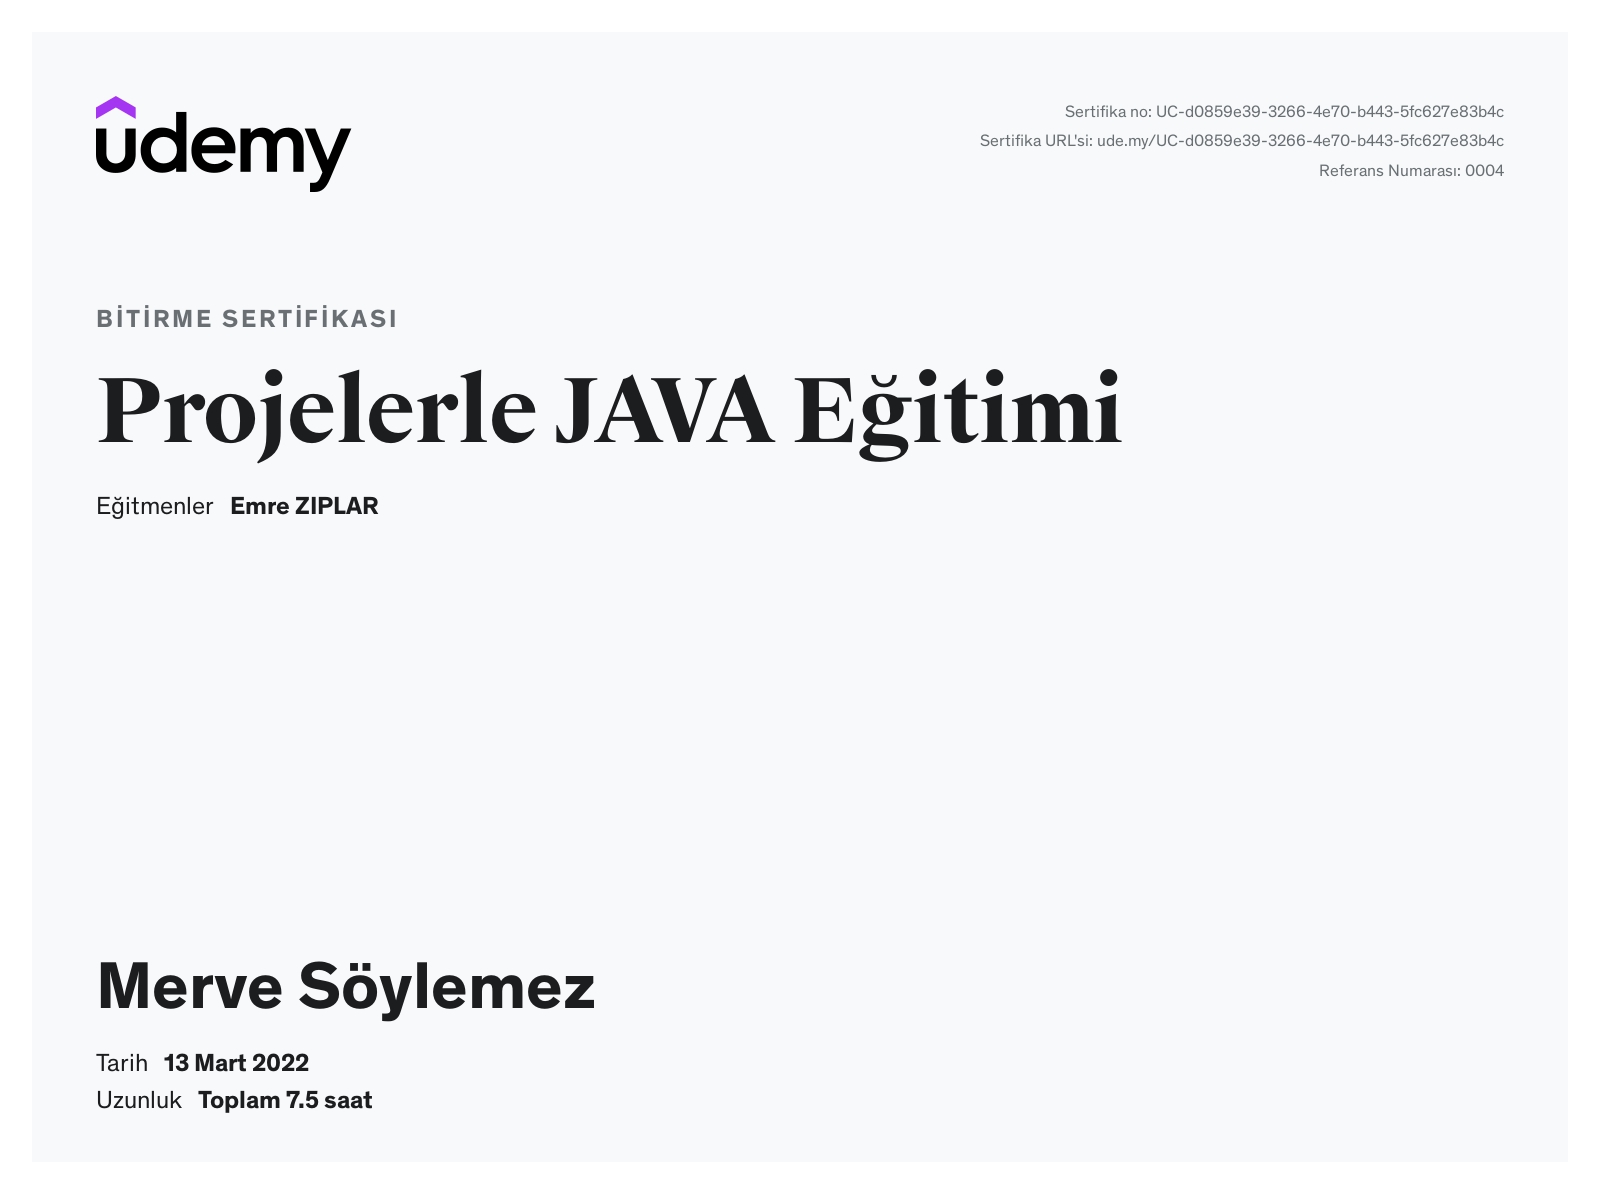 udemy
Sertifika no: UC-d0859e39-3266-4e70-b443-5fc627e83b4c
Sertifika URL'si: ude.my/UC-d0859e39-3266-4e70-b443-5fc627e83b4c
Referans Numarası: 0004
BİTİRME SERTİFİKASI
Projelerle JAVA Eğitimi
Eğitmenler Emre ZIPLAR
Merve Söylemez
Tarih 13 Mart 2022
Uzunluk Toplam 7.5 saat